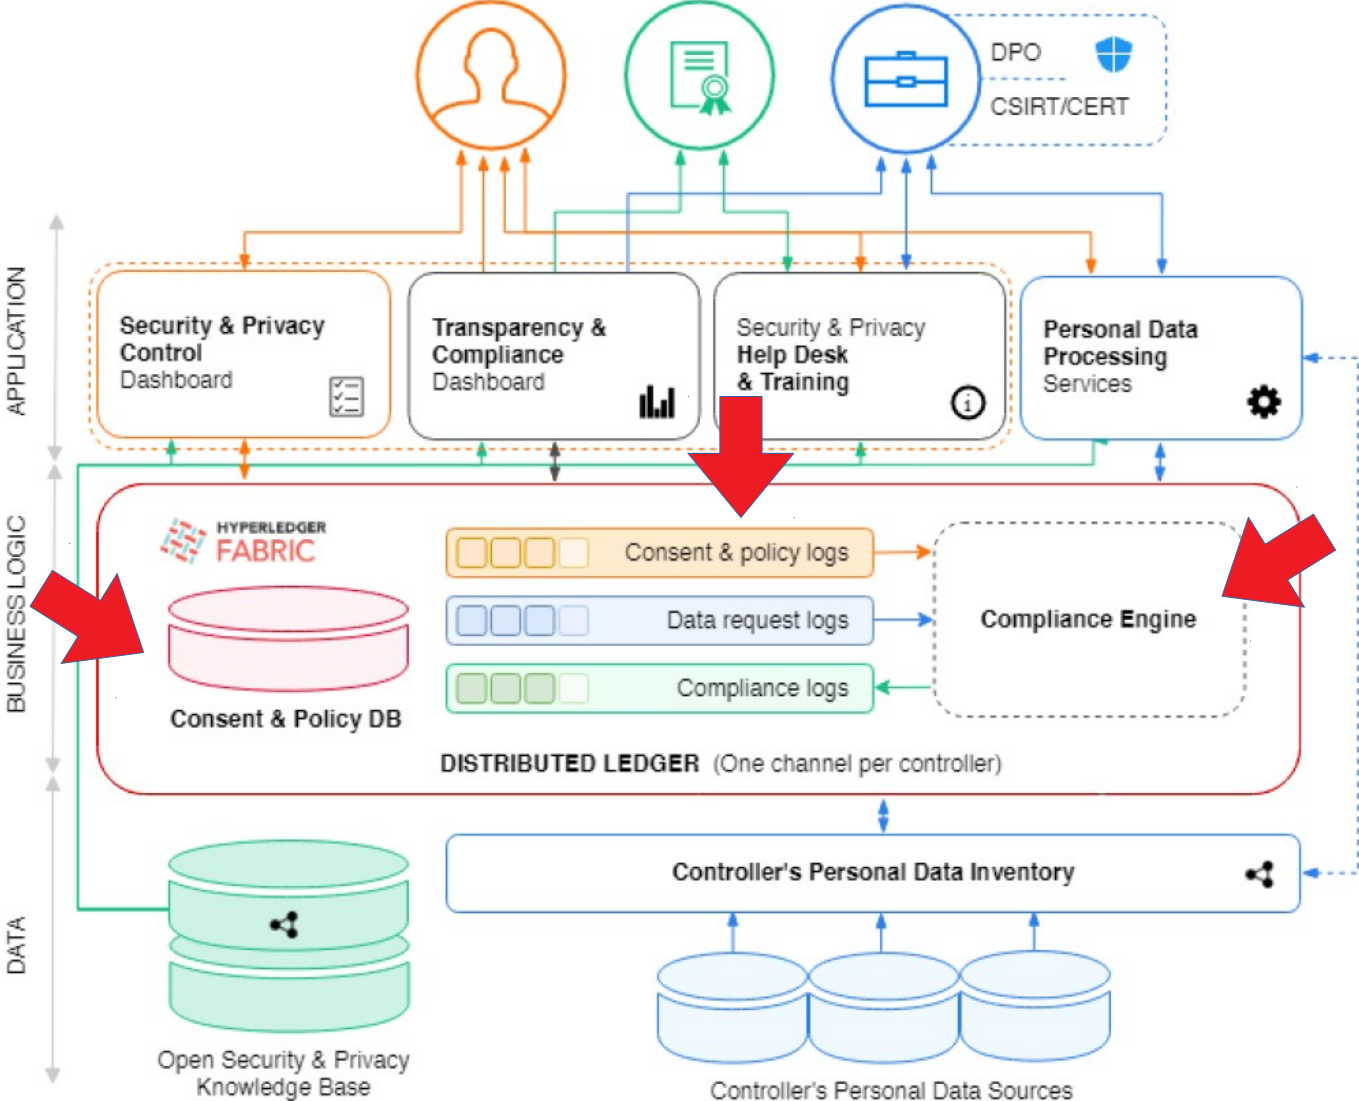 DPO
CSIRT/CERT
APPLICATION
Security & Privacy
Control
Dashboard
Transparency &
Compliance
Dashboard
Security & Privacy
Help Desk
& Training
Personal Data
Processing
Services
BUSINESS LOGIC
HYPERLEDGER
FABRIC
Consent & Policy DB
Consent & policy logs
Data request logs
Compliance logs
Compliance Engine
DISTRIBUTED LEDGER (One channel per controller)
DATA
Controller's Personal Data Inventory
Open Security & Privacy
Knowledge Base
Controller's Personal Data Sources